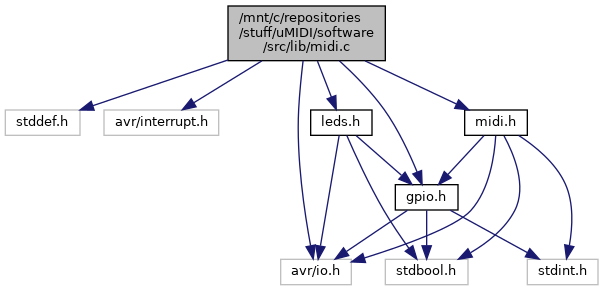 /mnt/c/repositories
/stuff/uMIDI/software
/src/lib/midi.c
stddef.h
avr/interrupt.h
leds.h
midi.h
gpio.h
avr/io.h
stdbool.h
stdint.h